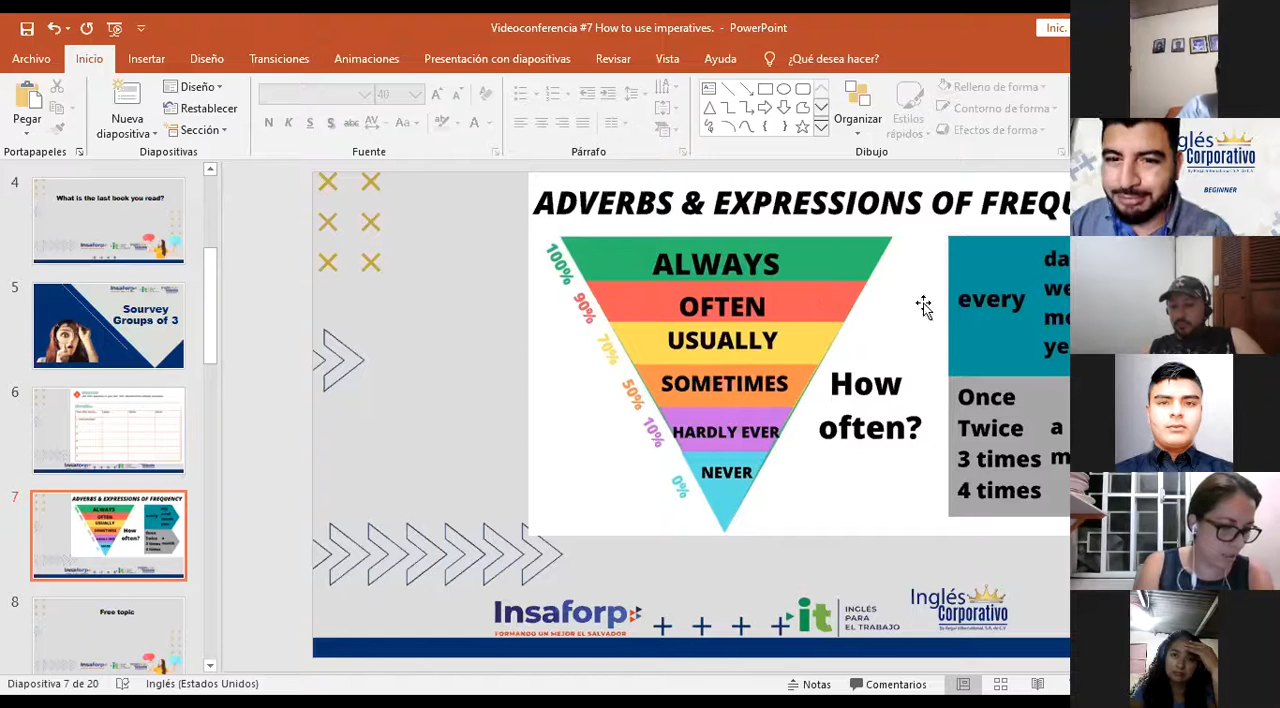 Videoconferencia #7 How to use imperatives. - PowerPoint
Inic.
Archivo Inicio Insertar Diseño Transiciones Animaciones Presentación con diapositivas Revisar Vista Ayuda ¿Qué desea hacer?
Pegar
Nueva diapositiva
Diseño
Restablecer
Sección
40
Organizar
Estilos rápidos
Relleno de forma
Contorno de forma
Efectos de forma
Portapapeles Diapositivas Fuente Párrafo Dibujo
4
What is the last book you read?
5
Sourvey
Groups of 3
6
7
ADVERBS & EXPRESSIONS OF FREQUENCY
8
Free topic
ADVERBS & EXPRESSIONS OF FREQU
100% ALWAYS
90% OFTEN
70% USUALLY
50% SOMETIMES
10% HARDLY EVER
0% NEVER
How
often?
every
da
we
mo
ye
Once
Twice
3 times
4 times
a
m
Insaforp
FORMANDO UN MEJOR EL SALVADOR
it
INGLÉS
PARA
EL TRABAJO
Inglés
Corporativo
glés
Corporativo
BEGINNER
Diapositiva 7 de 20 Inglés (Estados Unidos) Notas Comentarios